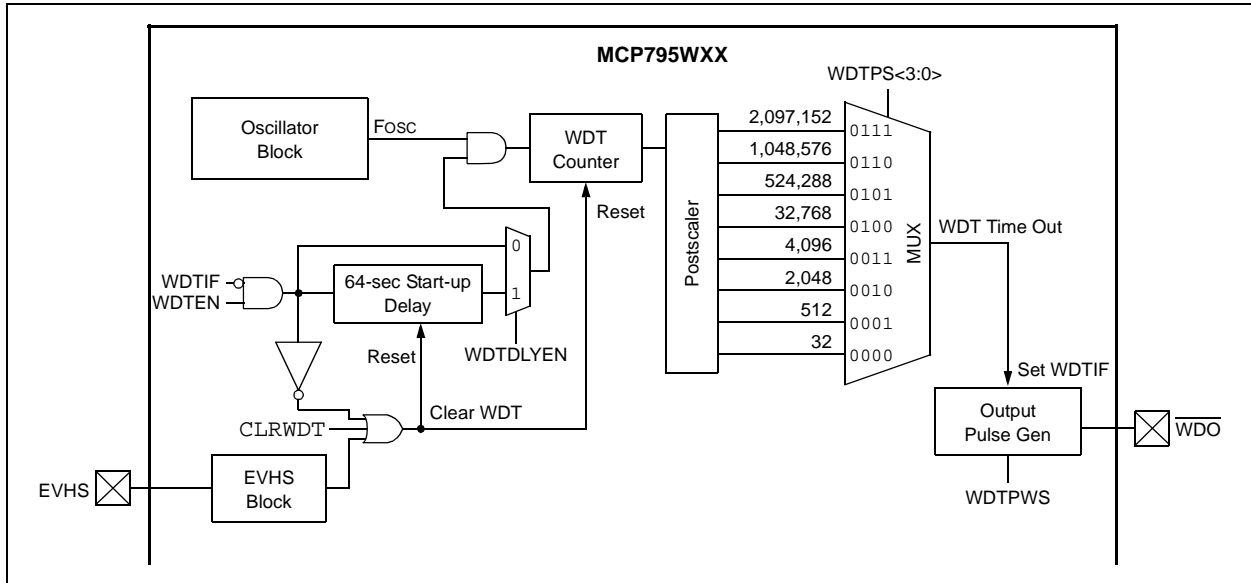 MCP795WXX
WDTPS<3:0>
Oscillator
Block
FOSC
WDT
Counter
Reset
Postscaler
2,097,152
0111
1,048,576
0110
524,288
0101
32,768
0100
4,096
0011
2,048
0010
512
0001
32
0000
MUX
WDT Time Out
WDTIF
WDTEN
64-sec Start-up
Delay
0
1
WDTDLYEN
Reset
CLRWDT
Clear WDT
EVHS
EVHS
Block
Set WDTIF
Output
Pulse Gen
WDO
WDTPWS